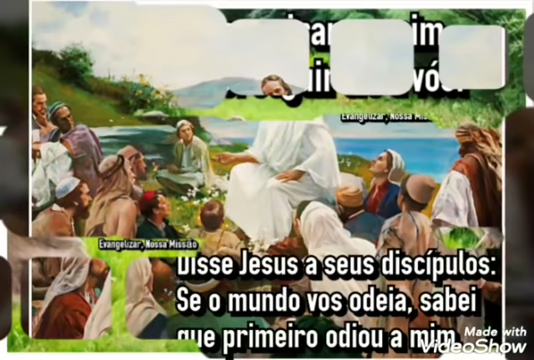 Evangelizar, Nossa
Evangelizar, Nossa Missão
Disse Jesus a seus discípulos:
Se o mundo vos odeia, sabei
que primeiro odiou a mim
Made with
VideoShow